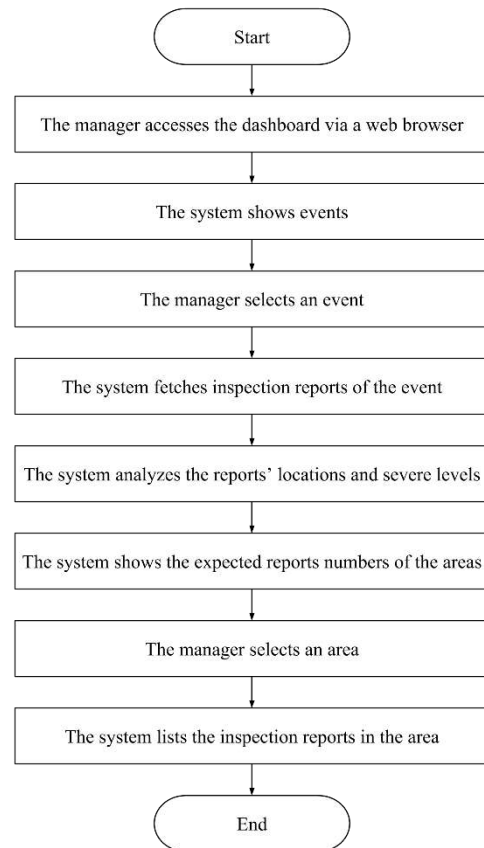 Start
The manager accesses the dashboard via a web browser
The system shows events
The manager selects an event
The system fetches inspection reports of the event
The system analyzes the reports’ locations and severe levels
The system shows the expected reports numbers of the areas
The manager selects an area
The system lists the inspection reports in the area
End